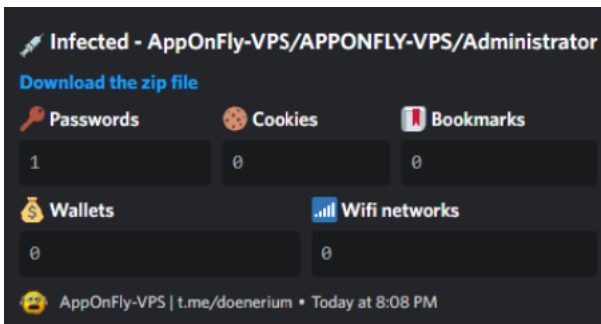 Infected - AppOnFly-VPS/APPONFLY-VPS/Administrator
Download the zip file
Passwords Cookies Bookmarks
1 0 0
Wallets Wifi networks
0 0
AppOnFly-VPS | t.me/doenerium • Today at 8:08 PM